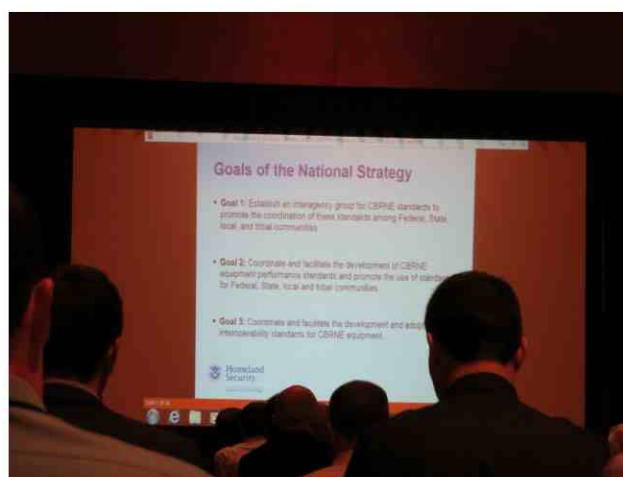 Goals of the National Strategy
• Goal 1: Establish an interagency group for CBRNE standards to
promote the coordination of these standards among Federal, State,
local, and tribal communities
• Goal 2: Coordinate and facilitate the development of CBRNE
equipment performance standards and promote the use of
for Federal, State, local and tribal communities.
• Goal 3: Coordinate and facilitate the development and
interoperability standards for CBRNE equipment.
Homeland
Security